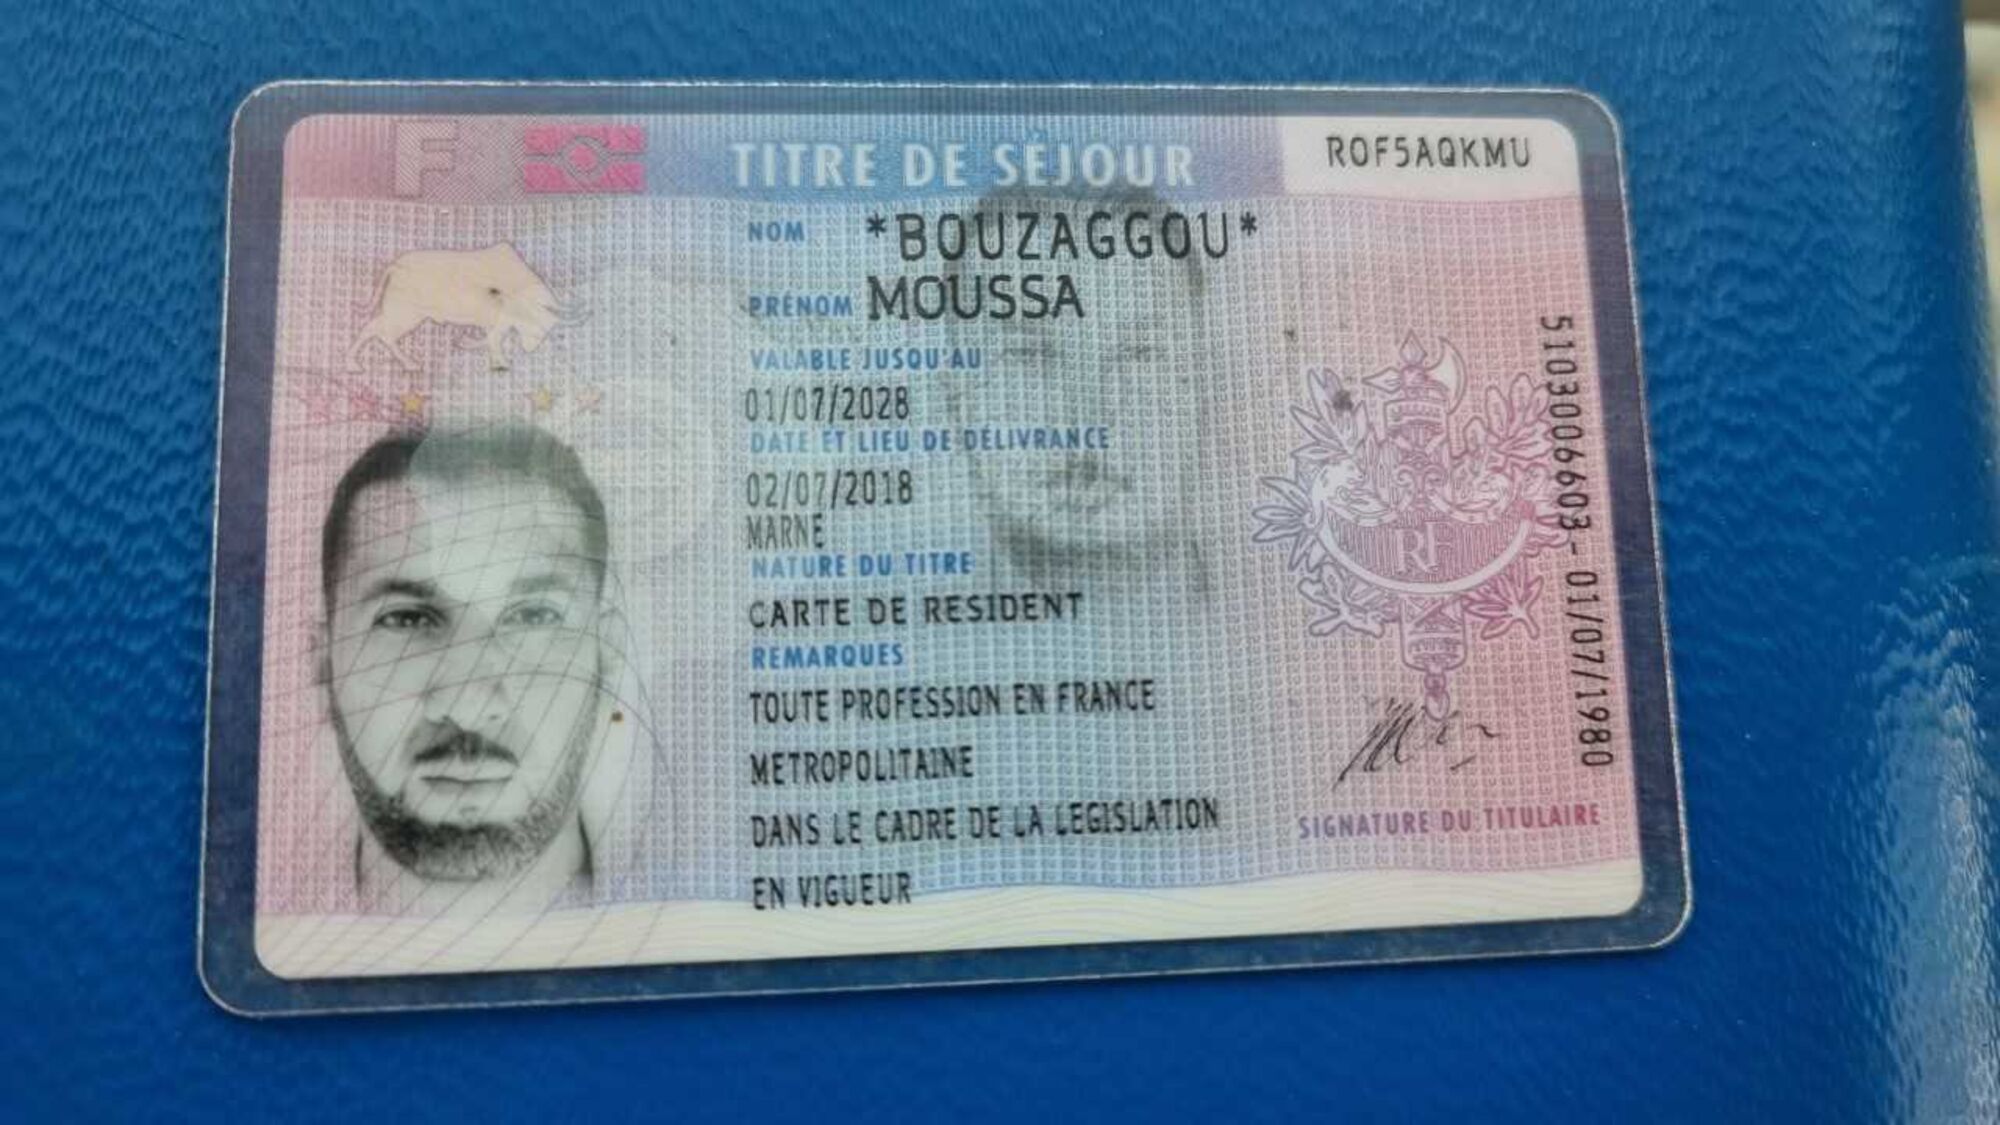 F
TITRE DE SÉJOUR
ROF5AQKMU
NOM *BOUZAGGOU*
PRÉNOM MOUSSA
VALABLE JUSQU'AU
01/07/2028
DATE ET LIEU DE DÉLIVRANCE
02/07/2018
MARNE
NATURE DU TITRE
CARTE DE RESIDENT
REMARQUES
TOUTE PROFESSION EN FRANCE
METROPOLITAINE
DANS LE CADRE DE LA LEGISLATION
EN VIGUEUR
RF
SIGNATURE DU TITULAIRE
5103006603- 01/07/1980